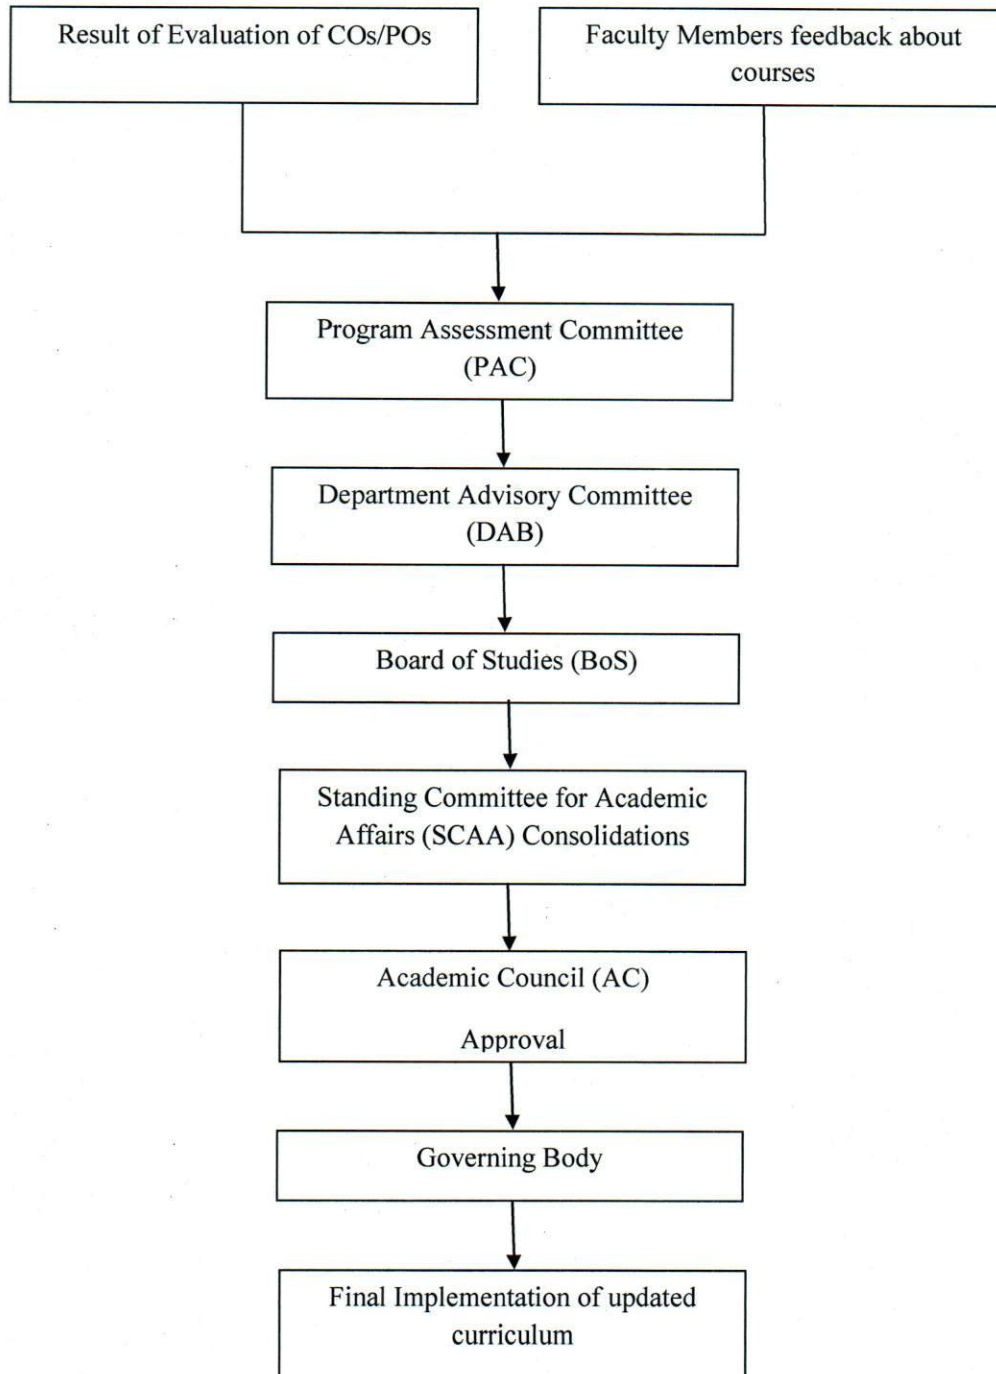 Result of Evaluation of COs/POs
Faculty Members feedback about
courses
Program Assessment Committee
(PAC)
Department Advisory Committee
(DAB)
Board of Studies (BoS)
Standing Committee for Academic
Affairs (SCAA) Consolidations
Academic Council (AC)
Approval
Governing Body
Final Implementation of updated
curriculum